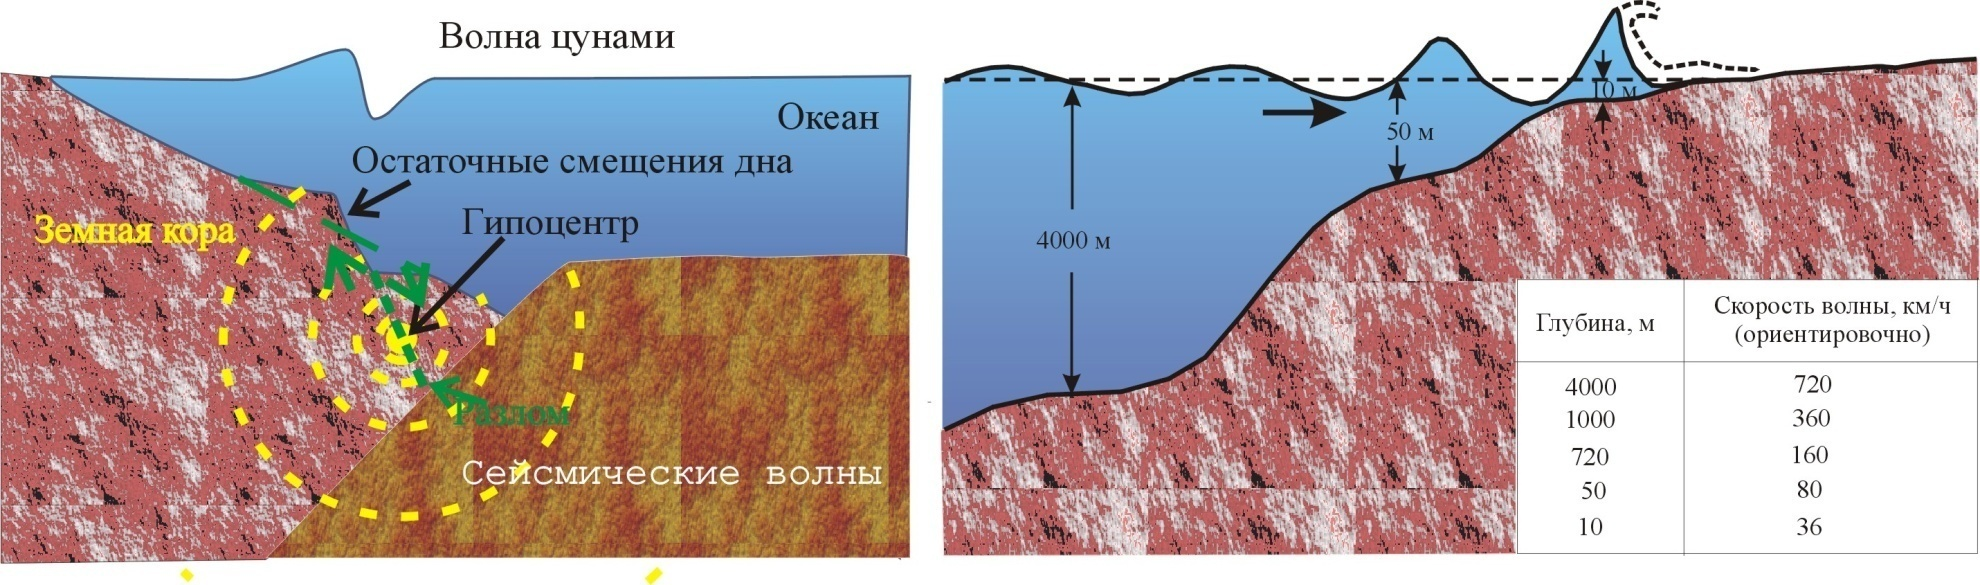 Волна цунами
Океан
Остаточные смещения дна
Гипоцентр
Земная кора
Разлом
Сейсмические волны
10 м
50 м
4000 м
Глубина, м
Скорость волны, км/ч
(ориентировочно)
4000 720
1000 360
720 160
50 80
10 36